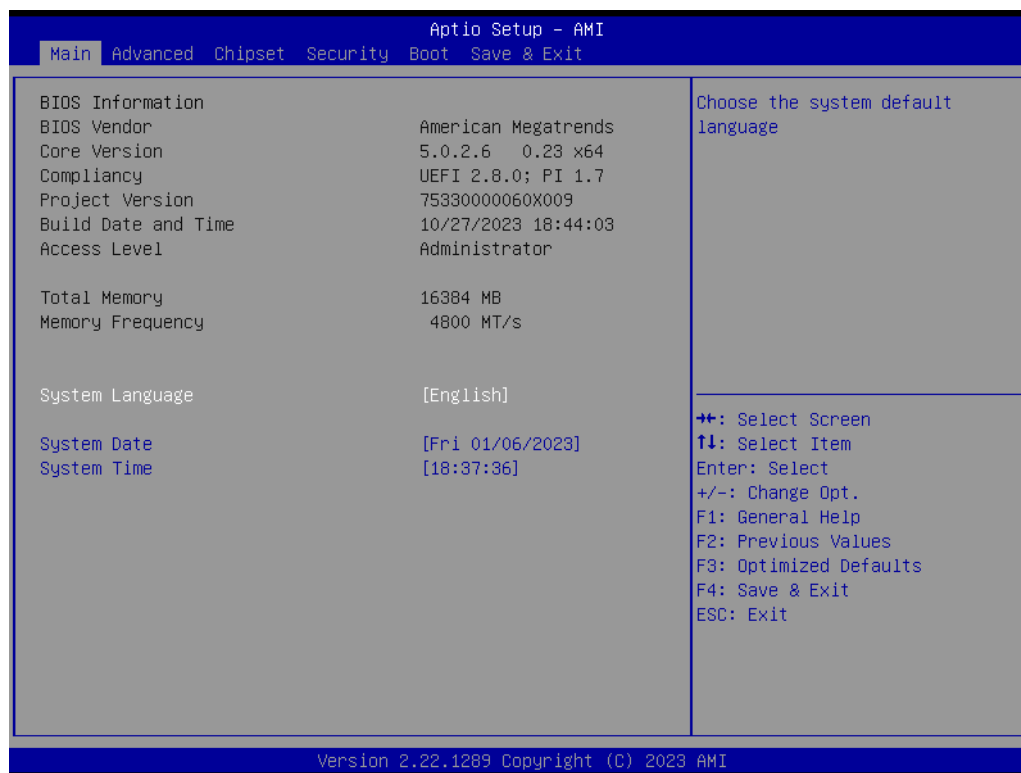 Aptio Setup – AMI
Main Advanced Chipset Security Boot Save & Exit
BIOS Information
BIOS Vendor American Megatrends
Core Version 5.0.2.6 0.23 x64
Compliancy UEFI 2.8.0; PI 1.7
Project Version 75330000060X009
Build Date and Time 10/27/2023 18:44:03
Access Level Administrator
Total Memory 16384 MB
Memory Frequency 4800 MT/s
System Language [English]
System Date [Fri 01/06/2023]
System Time [18:37:36]
Choose the system default
language
→←: Select Screen
↑↓: Select Item
Enter: Select
+/-: Change Opt.
F1: General Help
F2: Previous Values
F3: Optimized Defaults
F4: Save & Exit
ESC: Exit
Version 2.22.1289 Copyright (C) 2023 AMI